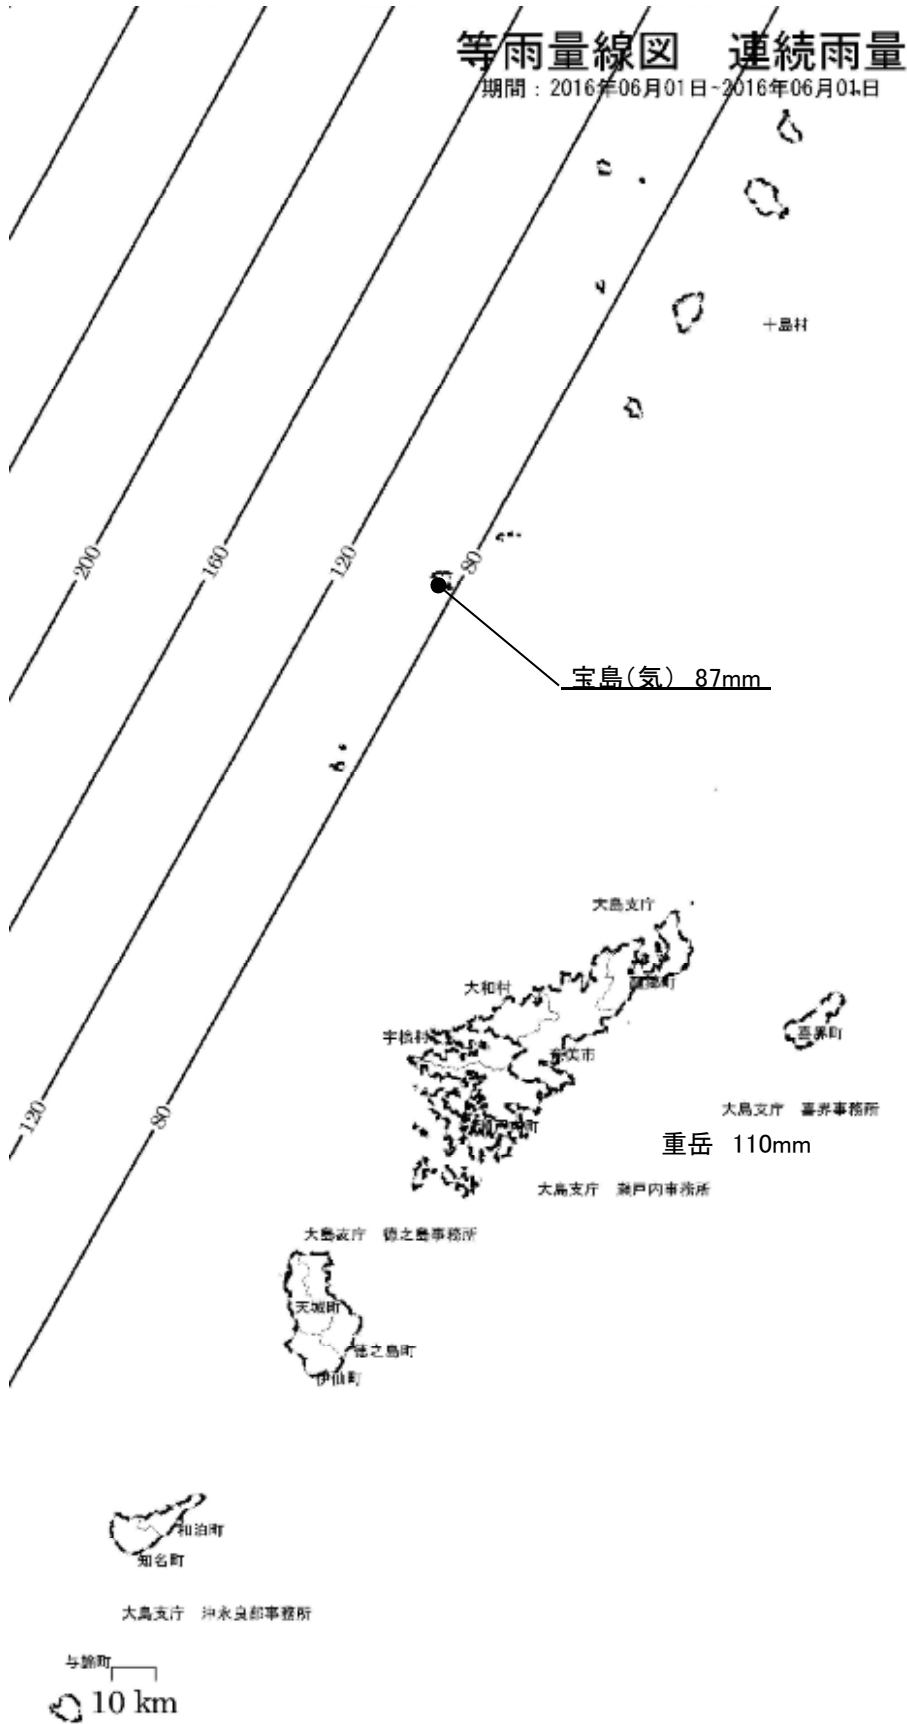 等雨量線図　連続雨量
期間：2016年06月01日-2016年06月01日
十島村
200
160
120
80
宝島(気)　87mm
大島支庁
龍郷町
大和村
宇検村
奄美市
喜界町
120
80
大島支庁　喜界事務所
瀬戸内町
重岳　110mm
大島支庁　瀬戸内事務所
大島支庁　徳之島事務所
天城町
徳之島町
伊仙町
和泊町
知名町
大島支庁　沖永良部事務所
与論町
10 km